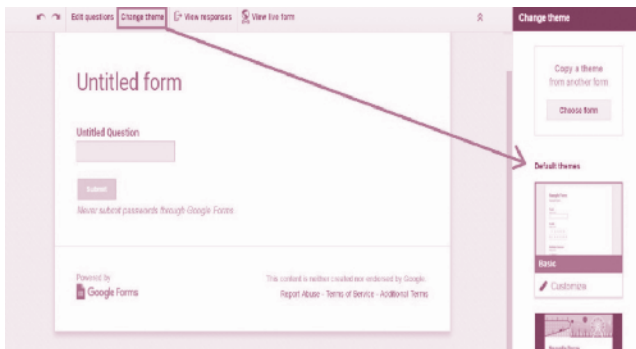 Edit questions Change theme View responses View live form
Change theme
Untitled form
Untitled Question
Submit
Never submit passwords through Google Forms.
Powered by
Google Forms
This content is neither created nor endorsed by Google.
Report Abuse - Terms of Service - Additional Terms
Copy a theme
from another form
Choose form
Default themes
Basic
Customize